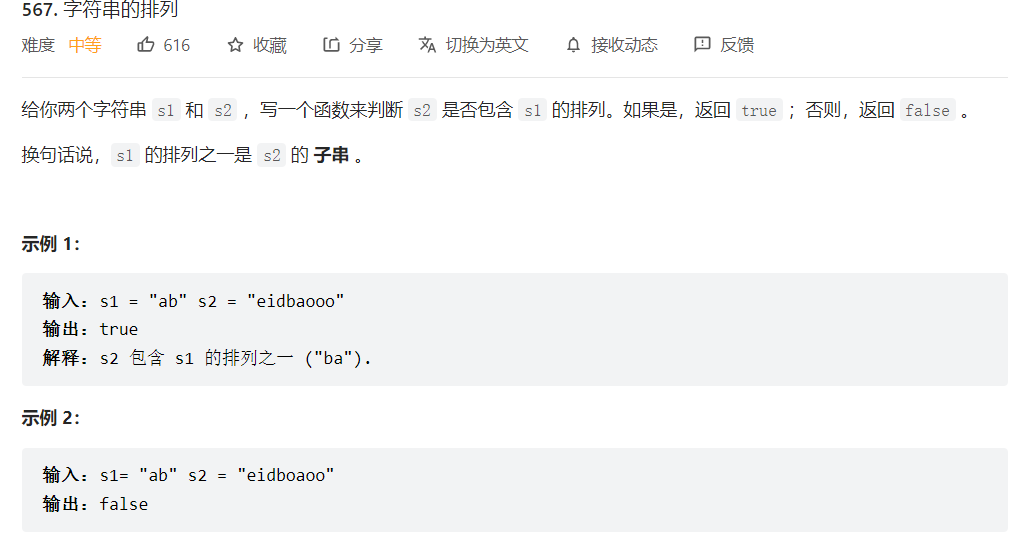 567. 字符串的排列
难度 中等 616 收藏 分享 切换为英文 接收动态 反馈
给你两个字符串 s1 和 s2 ，写一个函数来判断 s2 是否包含 s1 的排列。如果是，返回 true ；否则，返回 false 。
换句话说，s1 的排列之一是 s2 的 子串 。
示例 1：
输入：s1 = "ab" s2 = "eidbaooo"
输出：true
解释：s2 包含 s1 的排列之一 ("ba").
示例 2：
输入：s1= "ab" s2 = "eidboaoo"
输出：false